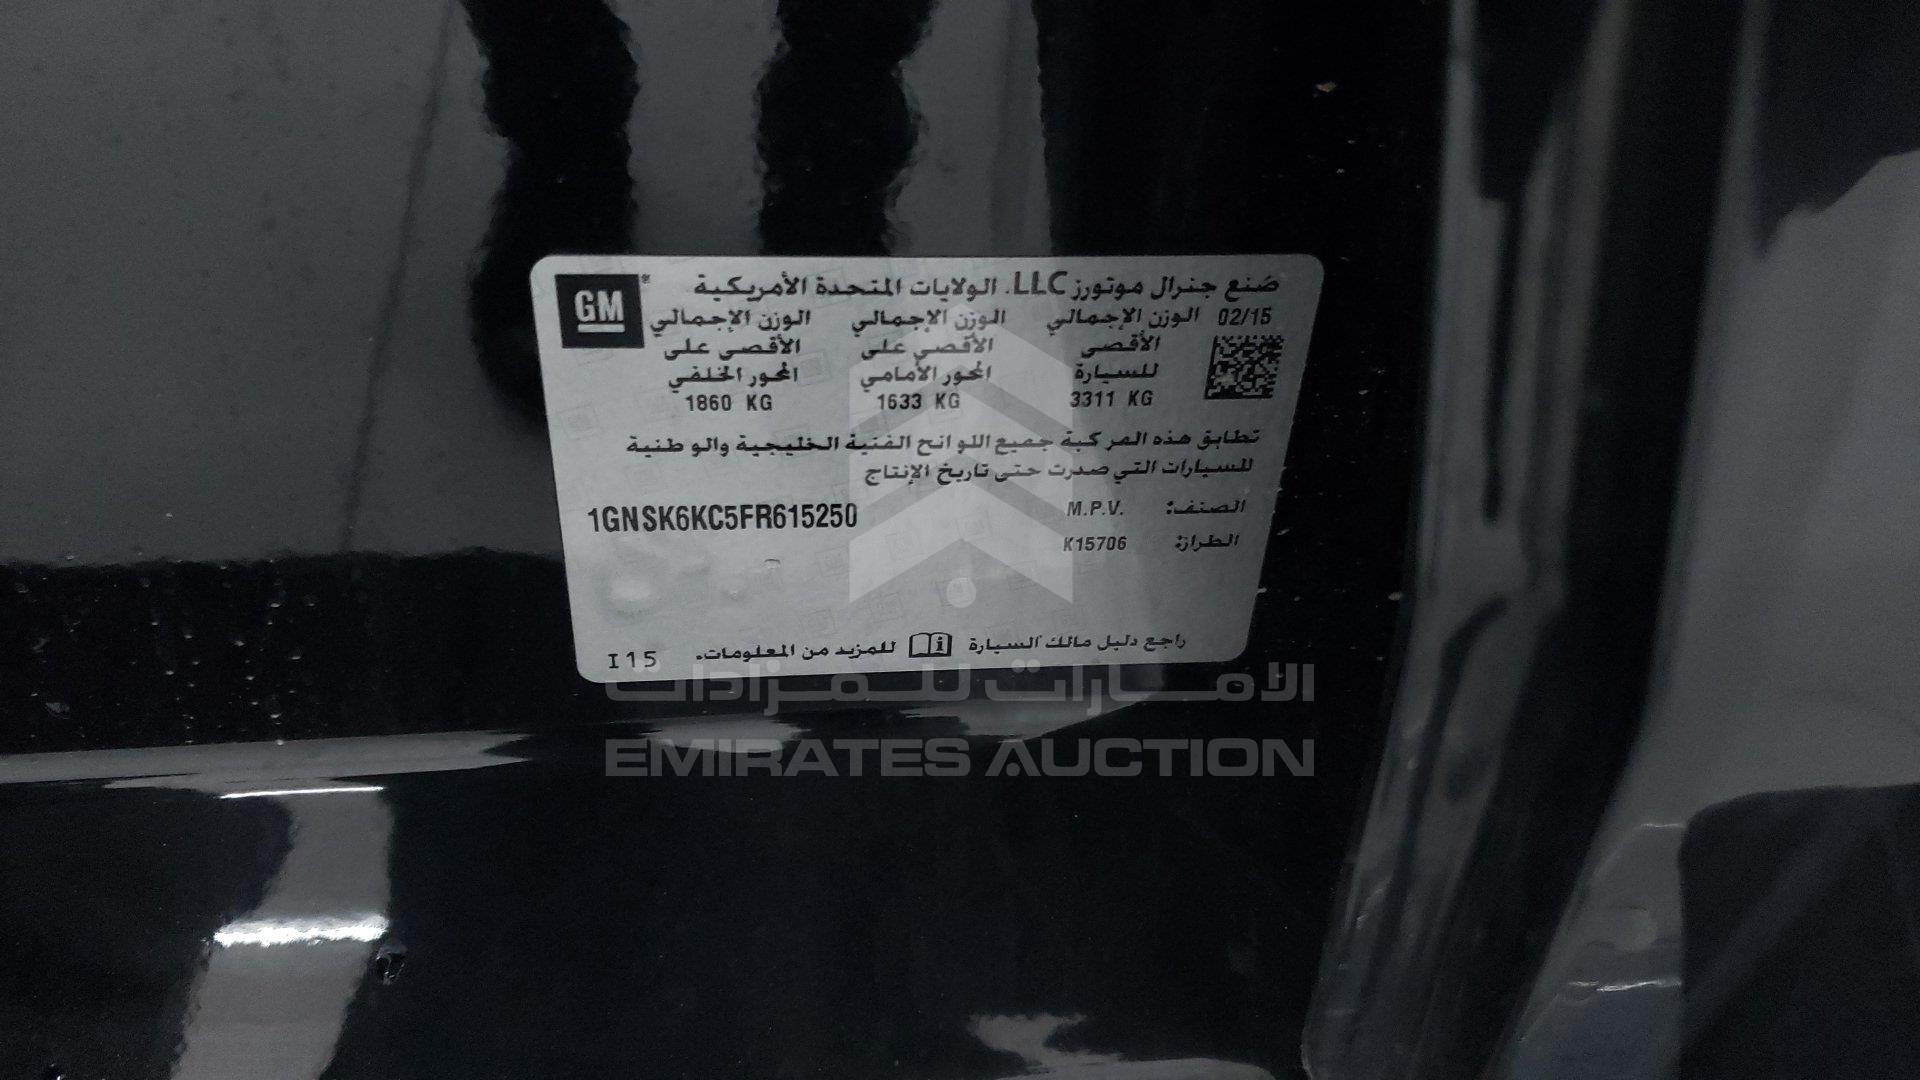 GM
صُنع جنرال موتورز LLC. الولايات المتحدة الأمريكية
02/15 الوزن الإجمالي الوزن الإجمالي الوزن الإجمالي
الأقصى الأقصى على الأقصى على
للسيارة المحور الأمامي المحور الخلفي
3311 KG 1633 KG 1860 KG
تطابق هذه المركبة جميع اللوائح الفنية الخليجية والوطنية
للسيارات التي صدرت حتى تاريخ الإنتاج
الصنف: M.P.V.
1GNSK6KC5FR615250
الطراز: K15706
راجع دليل مالك السيارة للمزيد من المعلومات.
I15
الامارات للمزادات
EMIRATES AUCTION